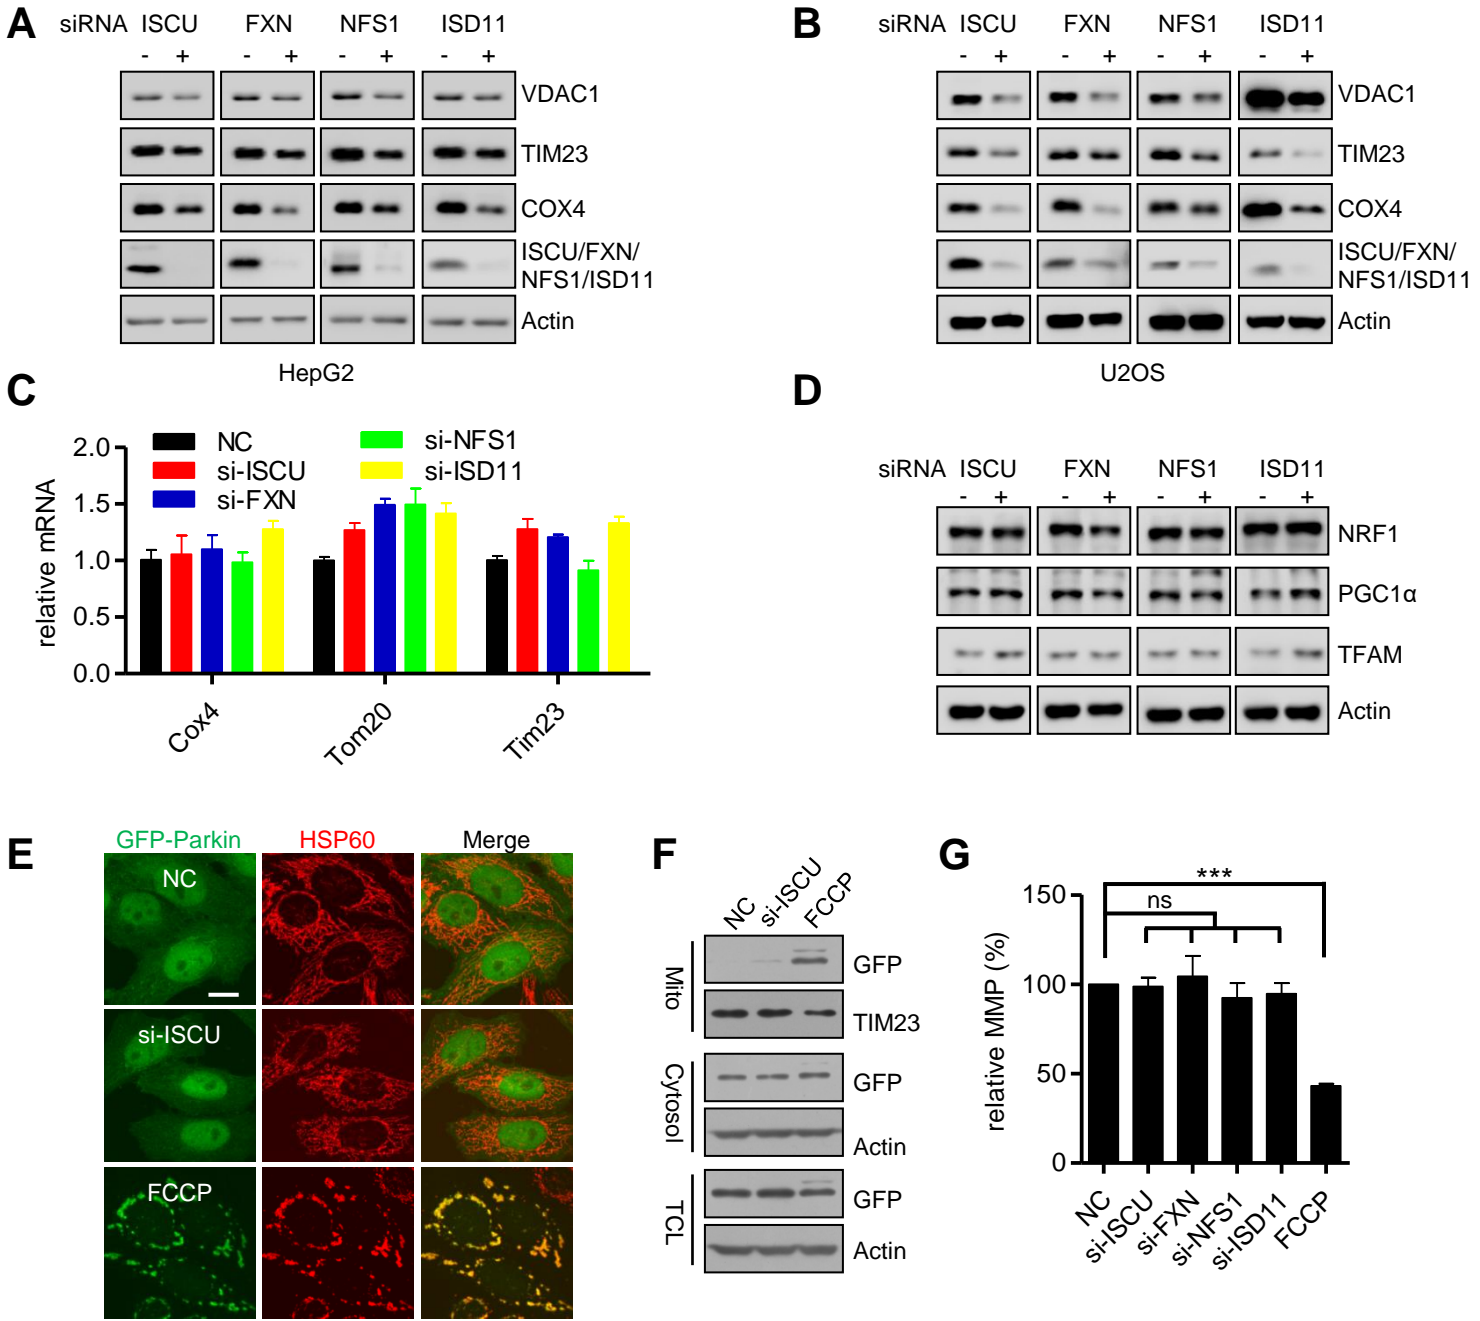 A
siRNA ISCU FXN NFS1 ISD11
- + - + - + - +
VDAC1
TIM23
COX4
ISCU/FXN/
NFS1/ISD11
Actin
HepG2
B
siRNA ISCU FXN NFS1 ISD11
- + - + - + - +
VDAC1
TIM23
COX4
ISCU/FXN/
NFS1/ISD11
Actin
U2OS
C
NC
si-ISCU
si-FXN
si-NFS1
si-ISD11
relative mRNA
2.0
1.5
1.0
0.5
0.0
Cox4
Tom20
Tim23
D
siRNA ISCU FXN NFS1 ISD11
- + - + - + - +
NRF1
PGC1α
TFAM
Actin
E
GFP-Parkin HSP60 Merge
NC
si-ISCU
FCCP
F
NC si-ISCU FCCP
Mito
GFP
TIM23
Cytosol
GFP
Actin
TCL
GFP
Actin
G
relative MMP (%)
150
100
50
0
***
ns
NC
si-ISCU
si-FXN
si-NFS1
si-ISD11
FCCP